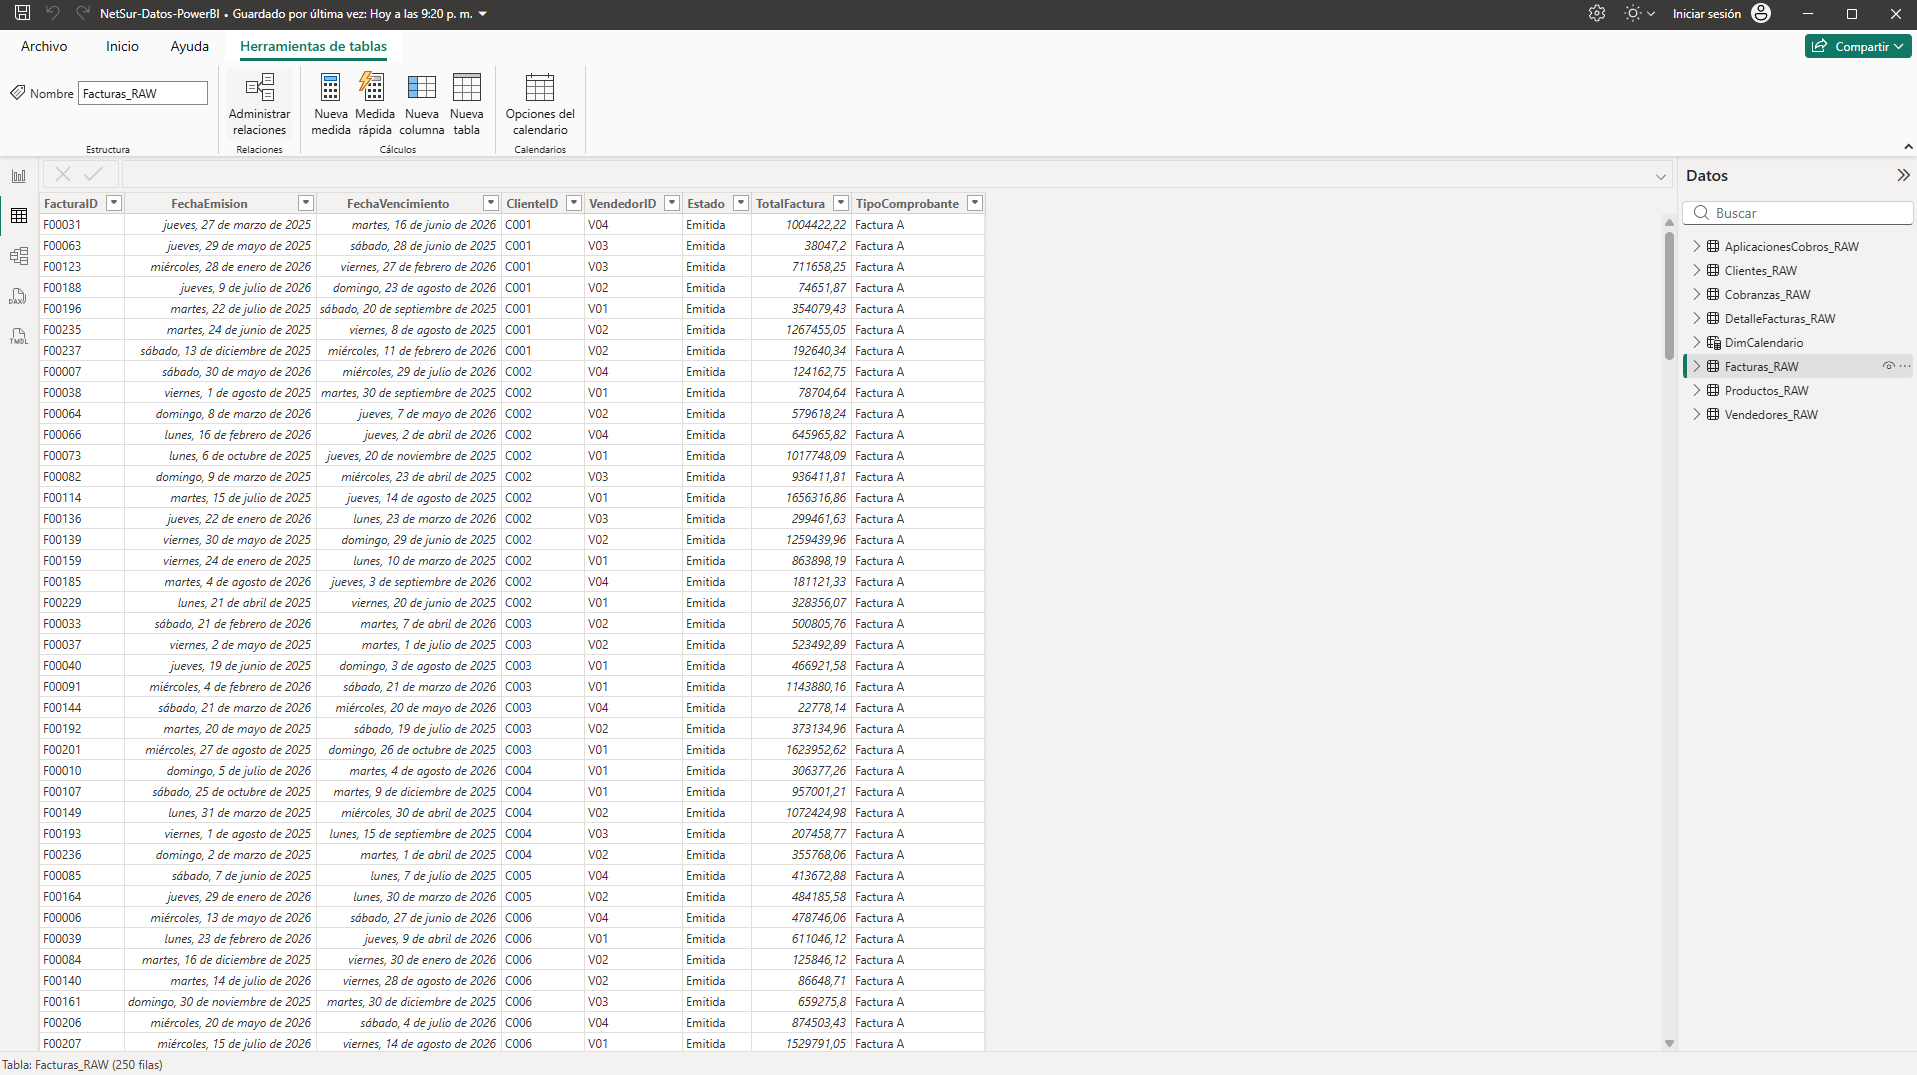 NetSur-Datos-PowerBI • Guardado por última vez: Hoy a las 9:20 p. m.
Iniciar sesión
Archivo Inicio Ayuda Herramientas de tablas
Compartir
Nombre Facturas_RAW
Administrar relaciones
Nueva medida
Medida rápida
Nueva columna
Nueva tabla
Opciones del calendario
Estructura Relaciones Cálculos Calendarios
FacturaID FechaEmision FechaVencimiento ClienteID VendedorID Estado TotalFactura TipoComprobante
F00031 jueves, 27 de marzo de 2025 martes, 16 de junio de 2026 C001 V04 Emitida 1004422,22 Factura A
F00063 jueves, 29 de mayo de 2025 sábado, 28 de junio de 2025 C001 V03 Emitida 38047,2 Factura A
F00123 miércoles, 28 de enero de 2026 viernes, 27 de febrero de 2026 C001 V03 Emitida 711658,25 Factura A
F00188 jueves, 9 de julio de 2026 domingo, 23 de agosto de 2026 C001 V02 Emitida 74651,87 Factura A
F00196 martes, 22 de julio de 2025 sábado, 20 de septiembre de 2025 C001 V01 Emitida 354079,43 Factura A
F00235 martes, 24 de junio de 2025 viernes, 8 de agosto de 2025 C001 V02 Emitida 1267455,05 Factura A
F00237 sábado, 13 de diciembre de 2025 miércoles, 11 de febrero de 2026 C001 V02 Emitida 192640,34 Factura A
F00007 sábado, 30 de mayo de 2026 miércoles, 29 de julio de 2026 C002 V04 Emitida 124162,75 Factura A
F00038 viernes, 1 de agosto de 2025 martes, 30 de septiembre de 2025 C002 V01 Emitida 78704,64 Factura A
F00064 domingo, 8 de marzo de 2026 jueves, 7 de mayo de 2026 C002 V02 Emitida 579618,24 Factura A
F00066 lunes, 16 de febrero de 2026 jueves, 2 de abril de 2026 C002 V04 Emitida 645965,82 Factura A
F00073 lunes, 6 de octubre de 2025 jueves, 20 de noviembre de 2025 C002 V01 Emitida 1017748,09 Factura A
F00082 domingo, 9 de marzo de 2025 miércoles, 23 de abril de 2025 C002 V03 Emitida 936411,81 Factura A
F00114 martes, 15 de julio de 2025 jueves, 14 de agosto de 2025 C002 V01 Emitida 1656316,86 Factura A
F00136 jueves, 22 de enero de 2026 lunes, 23 de marzo de 2026 C002 V03 Emitida 299461,63 Factura A
F00139 viernes, 30 de mayo de 2025 domingo, 29 de junio de 2025 C002 V02 Emitida 1259439,96 Factura A
F00159 viernes, 24 de enero de 2025 lunes, 10 de marzo de 2025 C002 V01 Emitida 863898,19 Factura A
F00185 martes, 4 de agosto de 2026 jueves, 3 de septiembre de 2026 C002 V04 Emitida 181121,33 Factura A
F00229 lunes, 21 de abril de 2025 viernes, 20 de junio de 2025 C002 V01 Emitida 328356,07 Factura A
F00033 sábado, 21 de febrero de 2026 martes, 7 de abril de 2026 C003 V02 Emitida 500805,76 Factura A
F00037 viernes, 2 de mayo de 2025 martes, 1 de julio de 2025 C003 V02 Emitida 523492,89 Factura A
F00040 jueves, 19 de junio de 2025 domingo, 3 de agosto de 2025 C003 V01 Emitida 466921,58 Factura A
F00091 miércoles, 4 de febrero de 2026 sábado, 21 de marzo de 2026 C003 V01 Emitida 1143880,16 Factura A
F00144 sábado, 21 de marzo de 2026 miércoles, 20 de mayo de 2026 C003 V04 Emitida 22778,14 Factura A
F00192 martes, 20 de mayo de 2025 sábado, 19 de julio de 2025 C003 V02 Emitida 373134,96 Factura A
F00201 miércoles, 27 de agosto de 2025 domingo, 26 de octubre de 2025 C003 V01 Emitida 1623952,62 Factura A
F00010 domingo, 5 de julio de 2026 martes, 4 de agosto de 2026 C004 V01 Emitida 306377,26 Factura A
F00107 sábado, 25 de octubre de 2025 martes, 9 de diciembre de 2025 C004 V01 Emitida 957001,21 Factura A
F00149 lunes, 31 de marzo de 2025 miércoles, 30 de abril de 2025 C004 V02 Emitida 1072424,98 Factura A
F00193 viernes, 1 de agosto de 2025 lunes, 15 de septiembre de 2025 C004 V03 Emitida 207458,77 Factura A
F00236 domingo, 2 de marzo de 2025 martes, 1 de abril de 2025 C004 V02 Emitida 355768,06 Factura A
F00085 sábado, 7 de junio de 2025 lunes, 7 de julio de 2025 C005 V04 Emitida 413672,88 Factura A
F00164 jueves, 29 de enero de 2026 lunes, 30 de marzo de 2026 C005 V02 Emitida 484185,58 Factura A
F00006 miércoles, 13 de mayo de 2026 sábado, 27 de junio de 2026 C006 V04 Emitida 478746,06 Factura A
F00039 lunes, 23 de febrero de 2026 jueves, 9 de abril de 2026 C006 V01 Emitida 611046,12 Factura A
F00084 martes, 16 de diciembre de 2025 viernes, 30 de enero de 2026 C006 V02 Emitida 125846,12 Factura A
F00140 martes, 14 de julio de 2026 viernes, 28 de agosto de 2026 C006 V02 Emitida 86648,71 Factura A
F00161 domingo, 30 de noviembre de 2025 martes, 30 de diciembre de 2025 C006 V03 Emitida 659275,8 Factura A
F00206 miércoles, 20 de mayo de 2026 sábado, 4 de julio de 2026 C006 V04 Emitida 874503,43 Factura A
F00207 miércoles, 15 de julio de 2026 viernes, 14 de agosto de 2026 C006 V01 Emitida 1529791,05 Factura A
Datos
Buscar
AplicacionesCobros_RAW
Clientes_RAW
Cobranzas_RAW
DetalleFacturas_RAW
DimCalendario
Facturas_RAW
Productos_RAW
Vendedores_RAW
DAX
TMDL
Tabla: Facturas_RAW (250 filas)